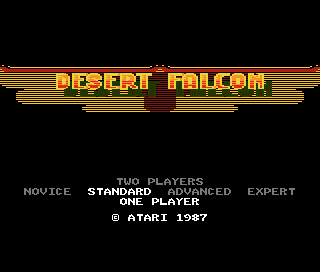 DESERT FALCON
TWO PLAYERS
NOVICE STANDARD ADVANCED EXPERT
ONE PLAYER
© ATARI 1987